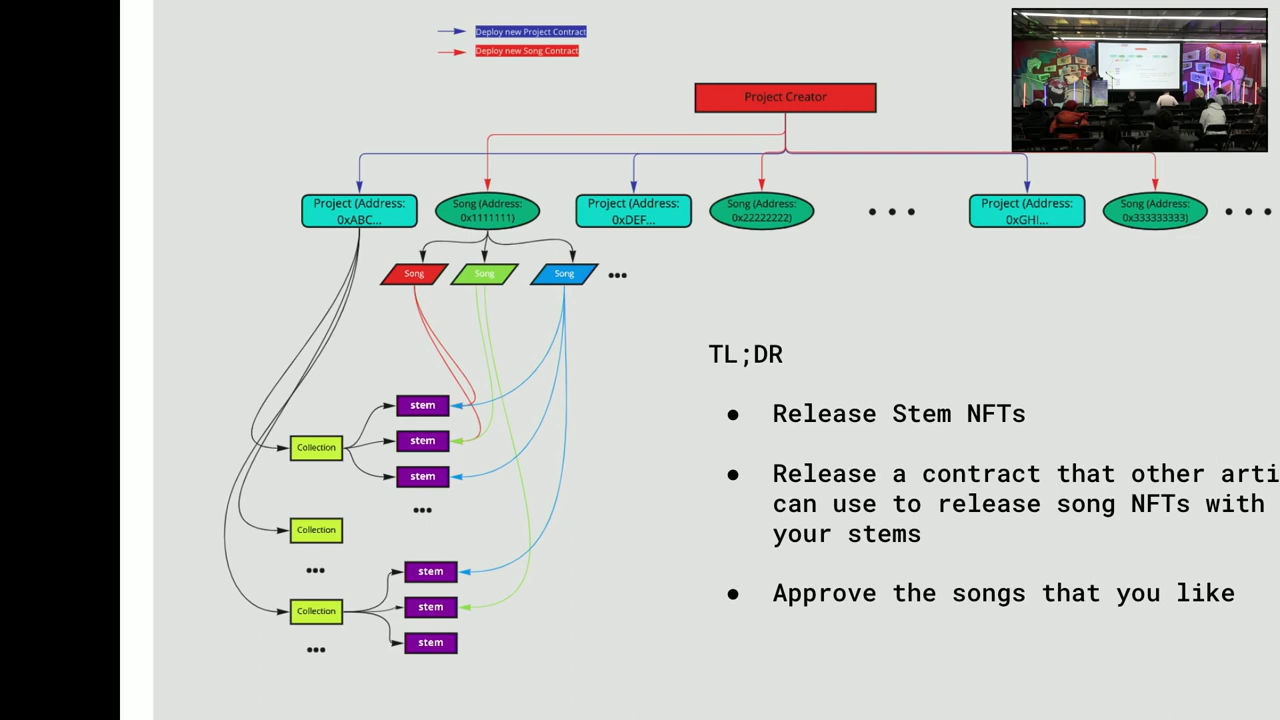 Deploy new Project Contract
Deploy new Song Contract
Project Creator
Project (Address:
0xABC...
Song (Address:
0x1111111)
Project (Address:
0xDEF...
Song (Address:
0x22222222)
• • •
Project (Address:
0xGHI...
Song (Address:
0x333333333)
• • •
Song
Song
Song
•••
TL;DR
● Release Stem NFTs
● Release a contract that other arti
can use to release song NFTs with
your stems
● Approve the songs that you like
stem
stem
stem
•••
Collection
Collection
•••
Collection
•••
stem
stem
stem